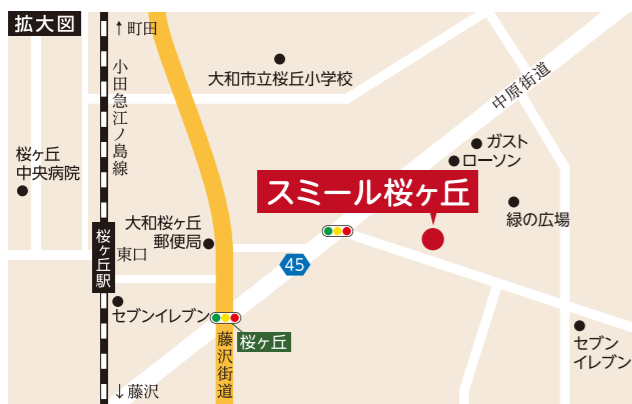 拡大図
↑町田
小田急江ノ島線
大和市立桜丘小学校
中原街道
ガスト
ローソン
桜ヶ丘
中央病院
スミール桜ヶ丘
緑の広場
大和桜ヶ丘
郵便局
桜ヶ丘駅
東口
45
セブンイレブン
桜ヶ丘
藤沢街道
セブン
イレブン
↓藤沢